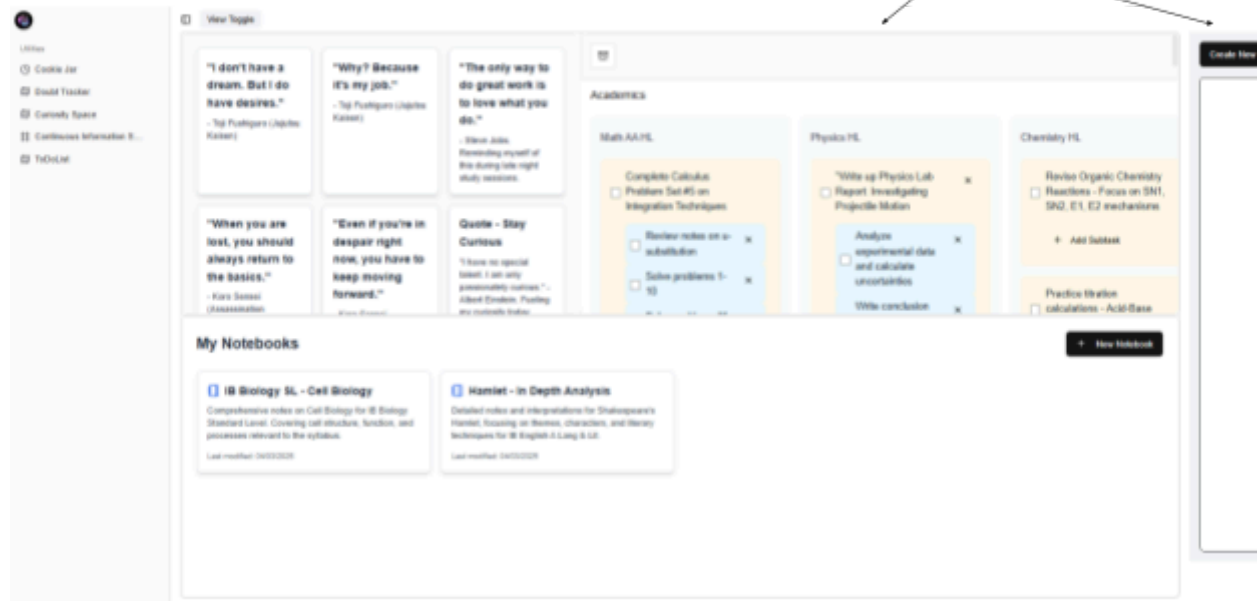 View Toggle
Utilities
Cookie Jar
Doubt Tracker
Curiosity Space
Continuous Information S...
ToDoList
"I don't have a
dream. But I do
have desires."
- Toji Fushiguro (Jujutsu
Kaisen)
"Why? Because
it's my job."
- Toji Fushiguro (Jujutsu
Kaisen)
"The only way to
do great work is
to love what you
do."
- Steve Jobs.
Reminding myself of
this during late night
study sessions.
"When you are
lost, you should
always return to
the basics."
- Koro Sensei
(Assassination
"Even if you're in
despair right
now, you have to
keep moving
forward."
- Koro Sensei
Quote - Stay
Curious
"I have no special
talent. I am only
passionately curious." -
Albert Einstein. Fueling
my curiosity today.
Academics
Math AA HL
Complete Calculus
Problem Set #5 on
Integration Techniques
Review notes on u-
substitution
Solve problems 1-
10
Physics HL
"Write up Physics Lab
Report: Investigating
Projectile Motion
Analyze
experimental data
and calculate
uncertainties
Write conclusion
Chemistry HL
Revise Organic Chemistry
Reactions - Focus on SN1,
SN2, E1, E2 mechanisms
+ Add Subtask
Practice titration
calculations - Acid-Base
Create New
My Notebooks
+ New Notebook
IB Biology SL - Cell Biology
Comprehensive notes on Cell Biology for IB Biology
Standard Level. Covering cell structure, function, and
processes relevant to the syllabus.
Last modified:
Hamlet - In Depth Analysis
Detailed notes and interpretations for Shakespeare's
Hamlet, focusing on themes, characters, and literary
techniques for IB English A Lang & Lit.
Last modified: